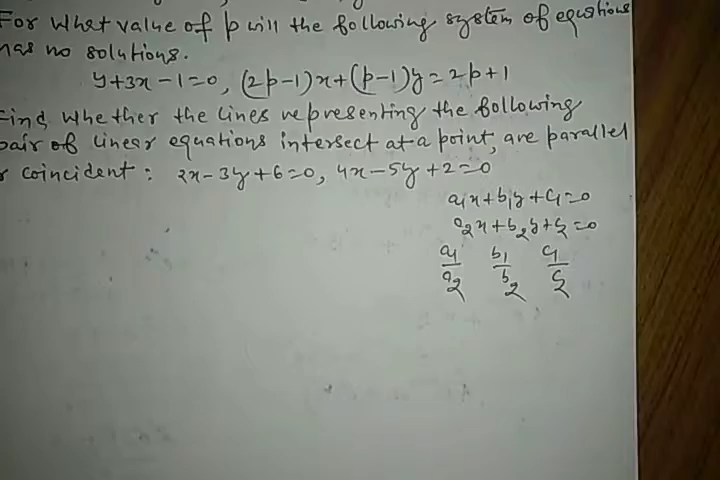 For what value of p will the following system of equations
has no solutions.
y+3x-1=0, (2p-1)x+(p-1)y=2p+1
Find whether the lines representing the following
pair of linear equations intersect at a point, are parallel
r coincident: 2x-3y+6=0, 4x-5y+2=0
a₁x+b₁y+c₁=0
a₂x+b₂y+c₂=0
a₁/a₂ b₁/b₂ c₁/c₂